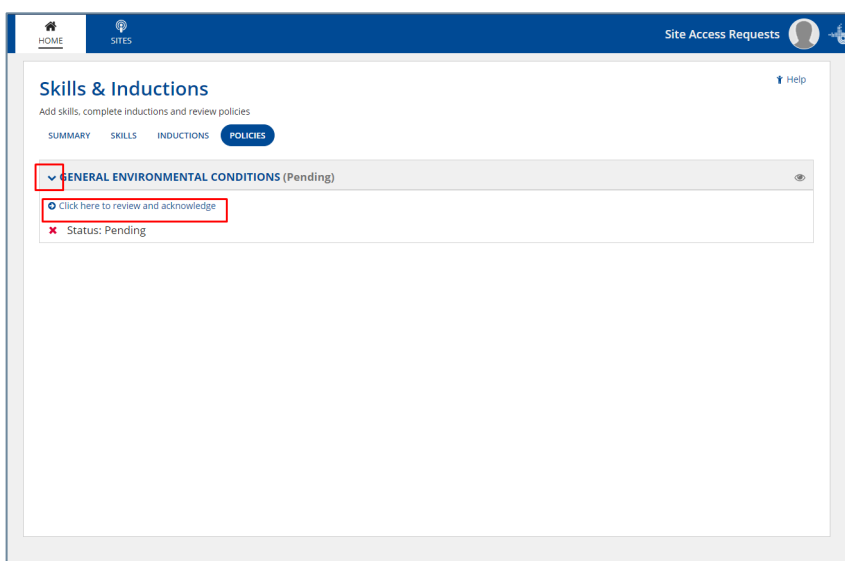 HOME SITES Site Access Requests
Help
Skills & Inductions
Add skills, complete inductions and review policies
SUMMARY SKILLS INDUCTIONS POLICIES
GENERAL ENVIRONMENTAL CONDITIONS (Pending)
Click here to review and acknowledge
Status: Pending